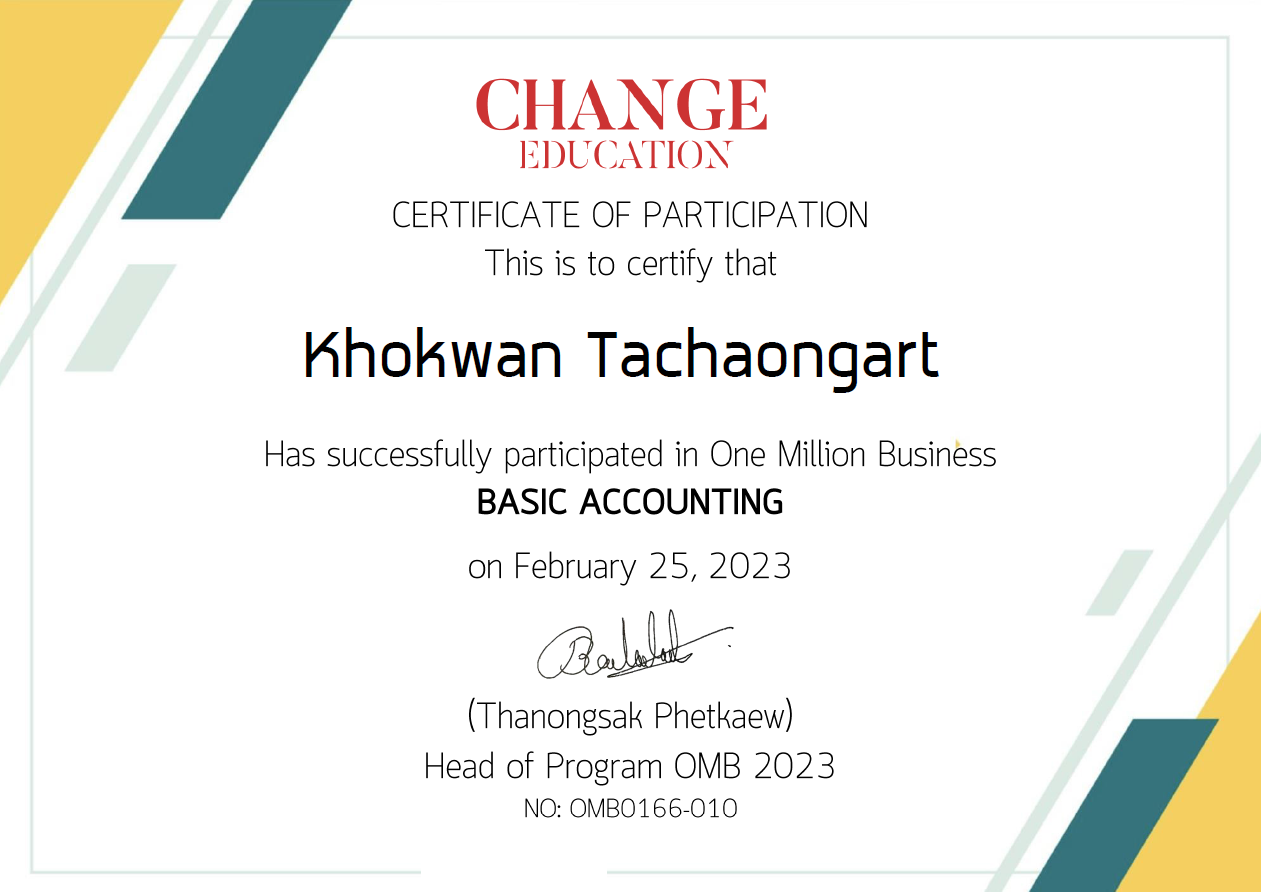 CHANGE
EDUCATION
CERTIFICATE OF PARTICIPATION
This is to certify that
Khokwan Tachaongart
Has successfully participated in One Million Business
BASIC ACCOUNTING
on February 25, 2023
(Thanongsak Phetkaew)
Head of Program OMB 2023
NO: OMB0166-010